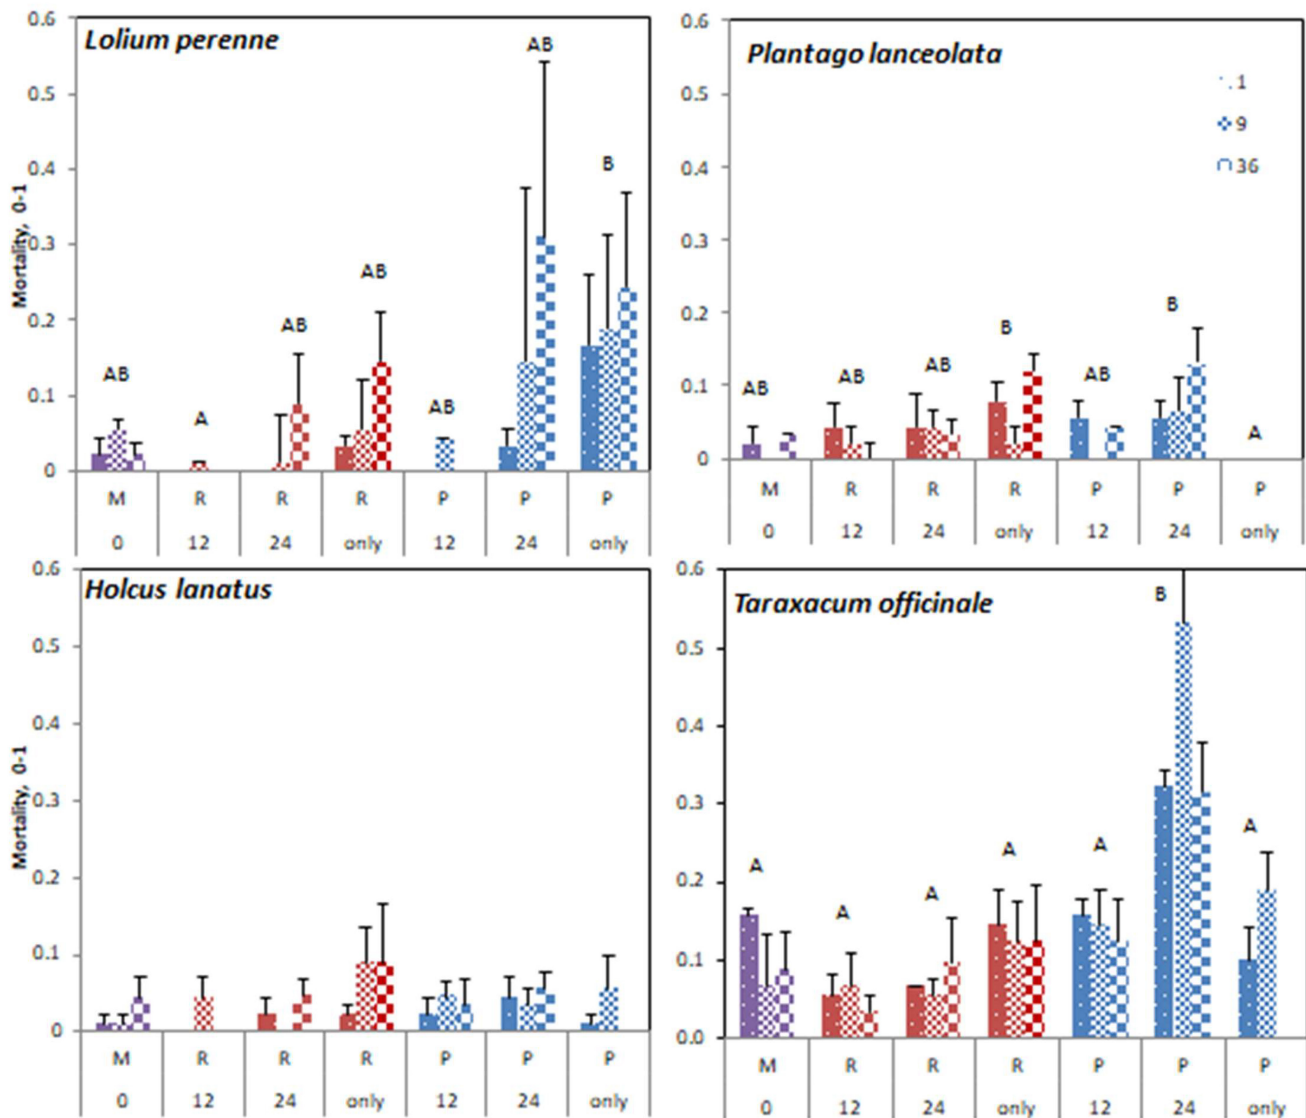 Lolium perenne
Mortality, 0-1
0.6
0.5
0.4
0.3
0.2
0.1
0
AB A AB AB AB AB B
M R R R P P P
0 12 24 only 12 24 only
Plantago lanceolata
1
9
36
0.6
0.5
0.4
0.3
0.2
0.1
0
AB AB AB B AB B A
M R R R P P P
0 12 24 only 12 24 only
Holcus lanatus
Mortality, 0-1
0.6
0.5
0.4
0.3
0.2
0.1
0
M R R R P P P
0 12 24 only 12 24 only
Taraxacum officinale
0.6
0.5
0.4
0.3
0.2
0.1
0.0
A A A A A B A
M R R R P P P
0 12 24 only 12 24 only